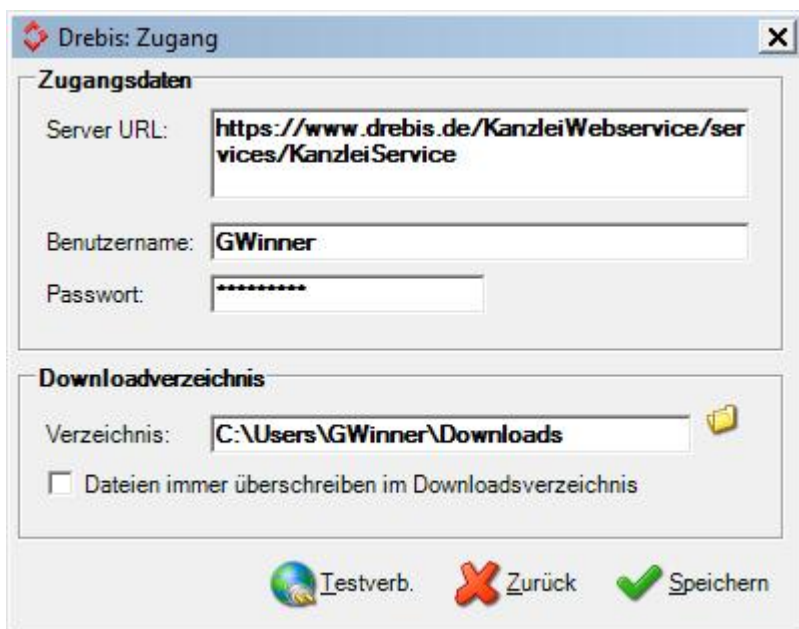 Drebis: Zugang
Zugangsdaten
Server URL:
https://www.drebis.de/KanzleiWebservice/ser
vices/KanzleiService
Benutzername:
GWinner
Passwort:
*********
Downloadverzeichnis
Verzeichnis:
C:\Users\GWinner\Downloads
Dateien immer überschreiben im Downloadsverzeichnis
Testverb.
Zurück
Speichern